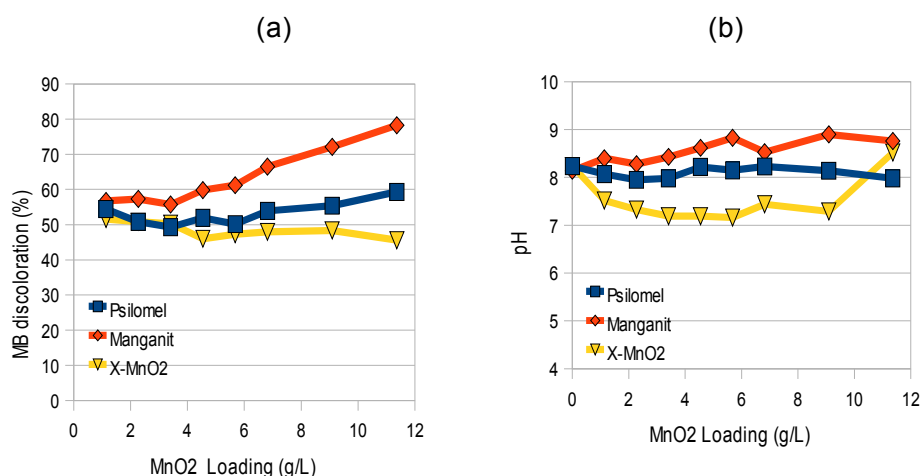 (a)
(b)
MB discoloration (%)
90
80
70
60
50
40
30
20
10
0
Psilomel
Manganit
X-MnO2
0 2 4 6 8 10 12
MnO2 Loading (g/L)
pH
10
9
8
7
6
5
4
Psilomel
Manganit
X-MnO2
0 2 4 6 8 10 12
MnO2 Loading (g/L)